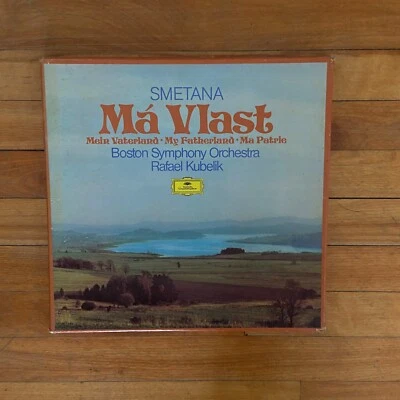 SMETANA
Má Vlast
Mein Vaterland • My Fatherland • Ma Patrie
Boston Symphony Orchestra
Rafael Kubelik